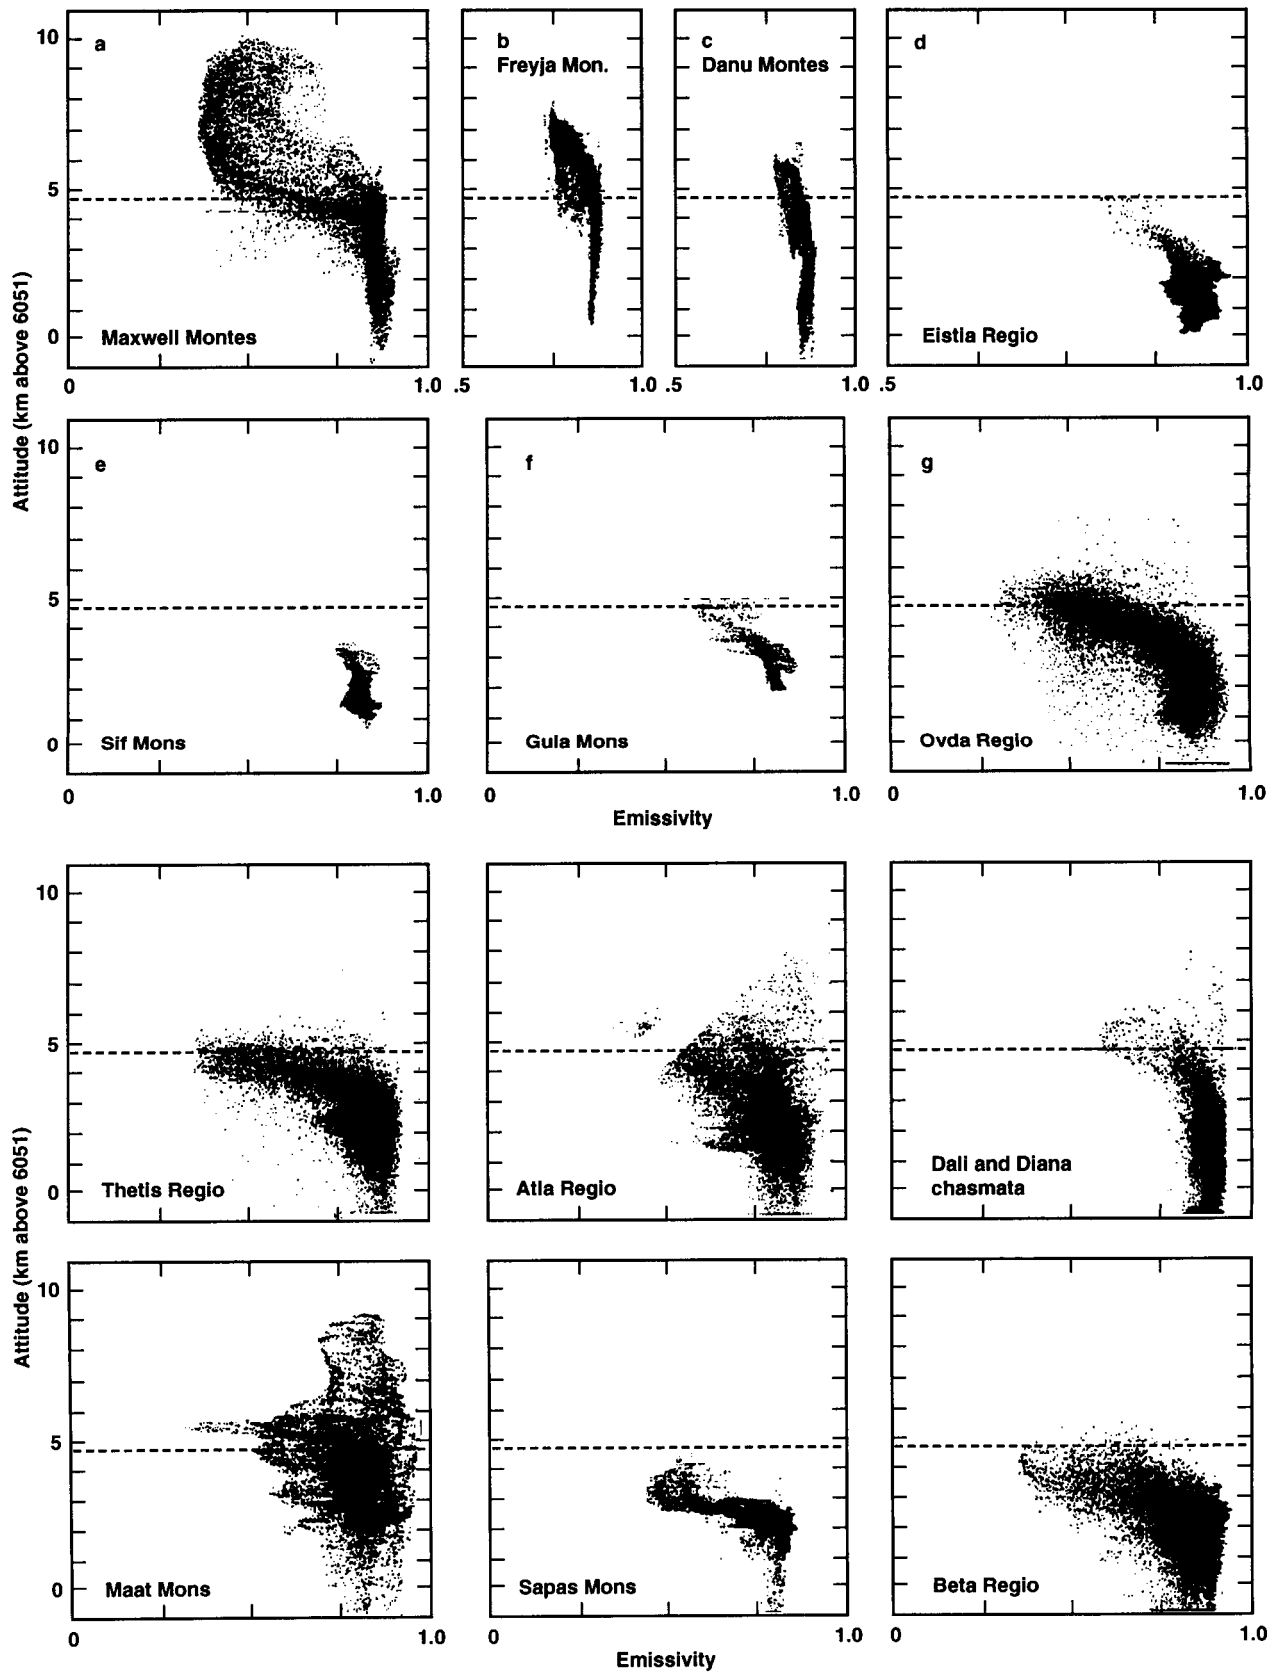 a
b
Freyja Mon.
c
Danu Montes
d
10
5
0
Maxwell Montes
Eistla Regio
0
1.0
.5
1.0
.5
1.0
.5
1.0
Attitude (km above 6051)
e
f
g
10
5
0
Sif Mons
Gula Mons
Ovda Regio
0
1.0
0
1.0
0
1.0
Emissivity
10
5
0
Thetis Regio
Atla Regio
Dali and Diana
chasmata
Attitude (km above 6051)
10
5
0
Maat Mons
Sapas Mons
Beta Regio
0
1.0
0
1.0
0
1.0
Emissivity